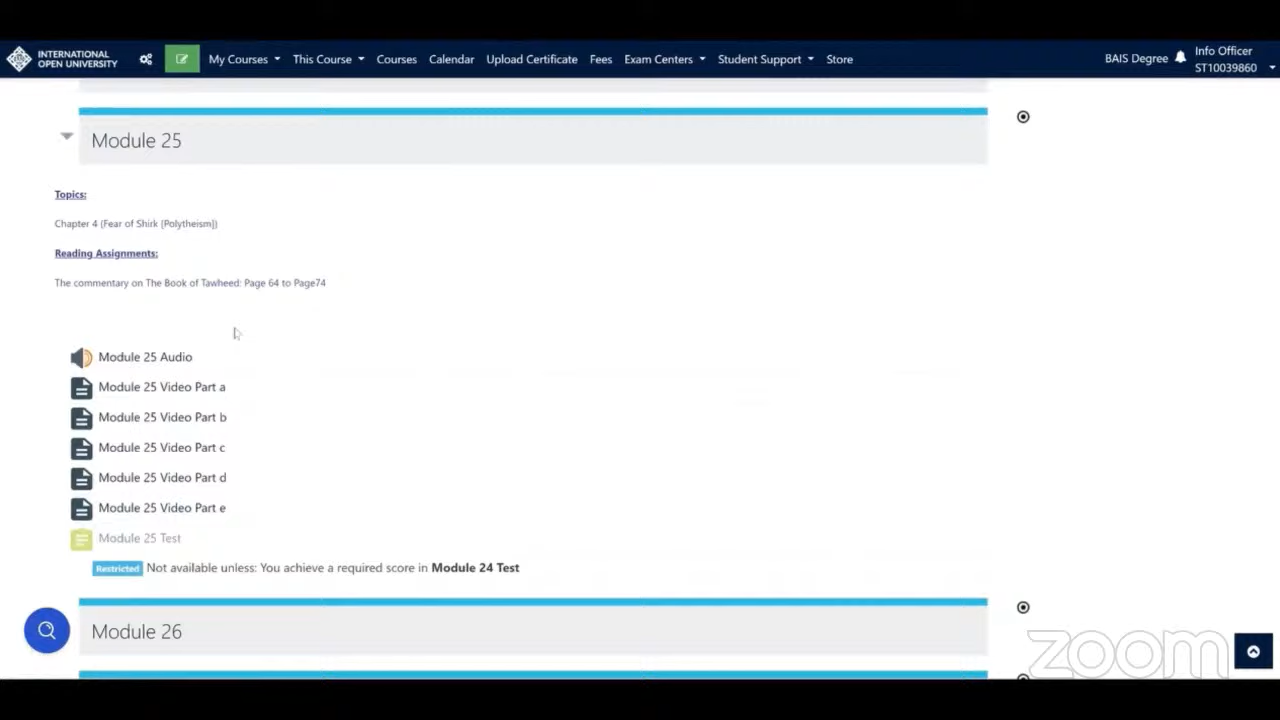 INTERNATIONAL
OPEN UNIVERSITY
My Courses
This Course
Courses
Calendar
Upload Certificate
Fees
Exam Centers
Student Support
Store
BAIS Degree
Info Officer
ST10039860
Module 25
Topics:
Chapter 4 (Fear of Shirk (Polytheism))
Reading Assignments:
The commentary on The Book of Tawheed: Page 64 to Page74
Module 25 Audio
Module 25 Video Part a
Module 25 Video Part b
Module 25 Video Part c
Module 25 Video Part d
Module 25 Video Part e
Module 25 Test
Restricted Not available unless: You achieve a required score in Module 24 Test
Module 26
zoom